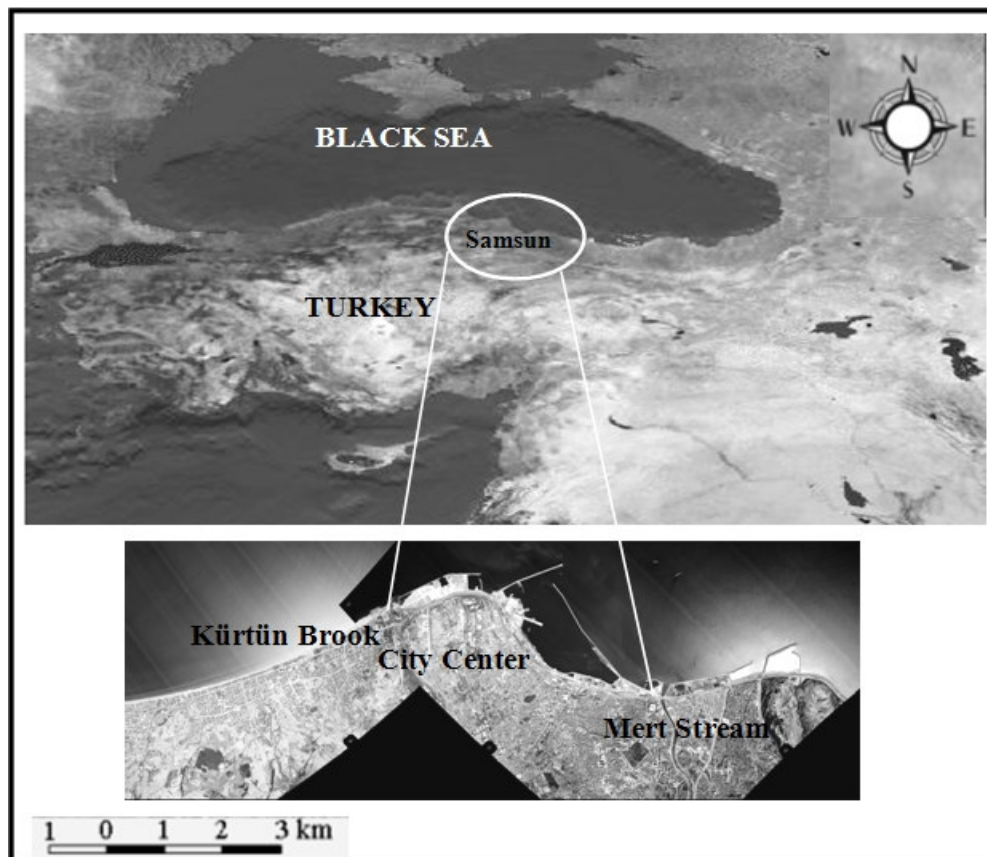 BLACK SEA
N
W E
S
Samsun
TURKEY
Kürtün Brook
City Center
Mert Stream
1 0 1 2 3 km